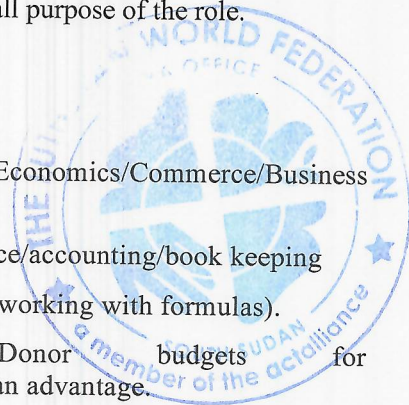 all purpose of the role.
WORLD FEDERATION
OFFICE
THE
Economics/Commerce/Business
ce/accounting/book keeping
working with formulas).
SUDAN
Donor budgets for
a member of the actalliance
an advantage.